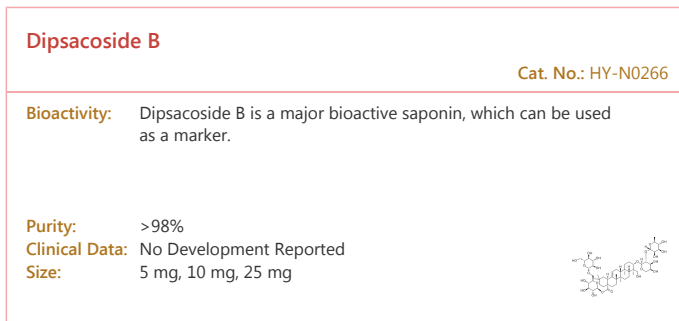 Dipsacoside B
Cat. No.: HY-N0266
Bioactivity: Dipsacoside B is a major bioactive saponin, which can be used
as a marker.
Purity: >98%
Clinical Data: No Development Reported
Size: 5 mg, 10 mg, 25 mg